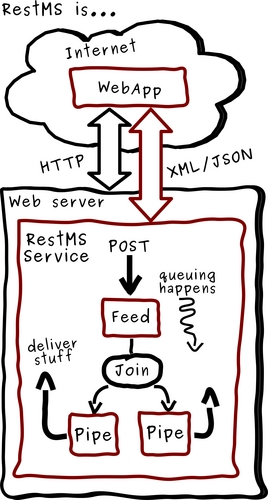 RestMS is...
Internet
WebApp
HTTP
XML/JSON
Web server
RestMS
Service
POST
queuing
happens
Feed
deliver
stuff
Join
Pipe
Pipe